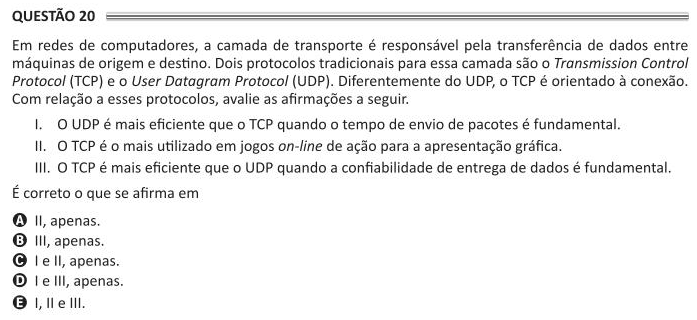 QUESTÃO 20
Em redes de computadores, a camada de transporte é responsável pela transferência de dados entre
máquinas de origem e destino. Dois protocolos tradicionais para essa camada são o Transmission Control
Protocol (TCP) e o User Datagram Protocol (UDP). Diferentemente do UDP, o TCP é orientado à conexão.
Com relação a esses protocolos, avalie as afirmações a seguir.
I. O UDP é mais eficiente que o TCP quando o tempo de envio de pacotes é fundamental.
II. O TCP é o mais utilizado em jogos on-line de ação para a apresentação gráfica.
III. O TCP é mais eficiente que o UDP quando a confiabilidade de entrega de dados é fundamental.
É correto o que se afirma em
A II, apenas.
B III, apenas.
C I e II, apenas.
D I e III, apenas.
E I, II e III.